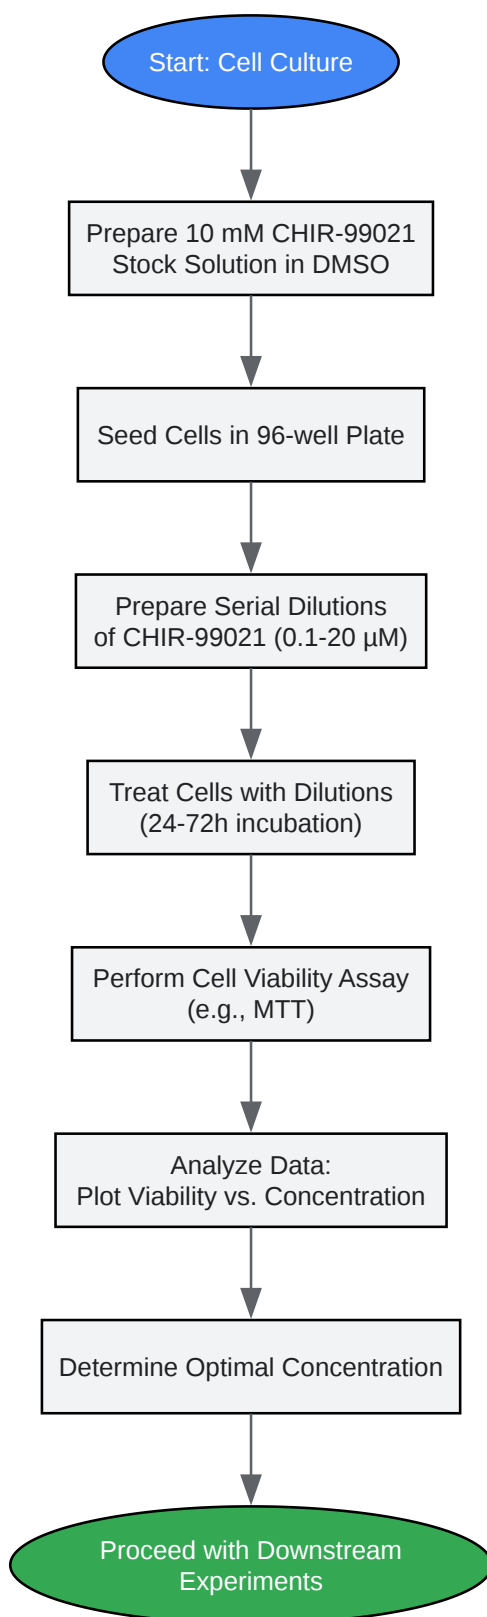 Start: Cell Culture
Prepare 10 mM CHIR-99021
Stock Solution in DMSO
Seed Cells in 96-well Plate
Prepare Serial Dilutions
of CHIR-99021 (0.1-20 µM)
Treat Cells with Dilutions
(24-72h incubation)
Perform Cell Viability Assay
(e.g., MTT)
Analyze Data:
Plot Viability vs. Concentration
Determine Optimal Concentration
Proceed with Downstream
Experiments